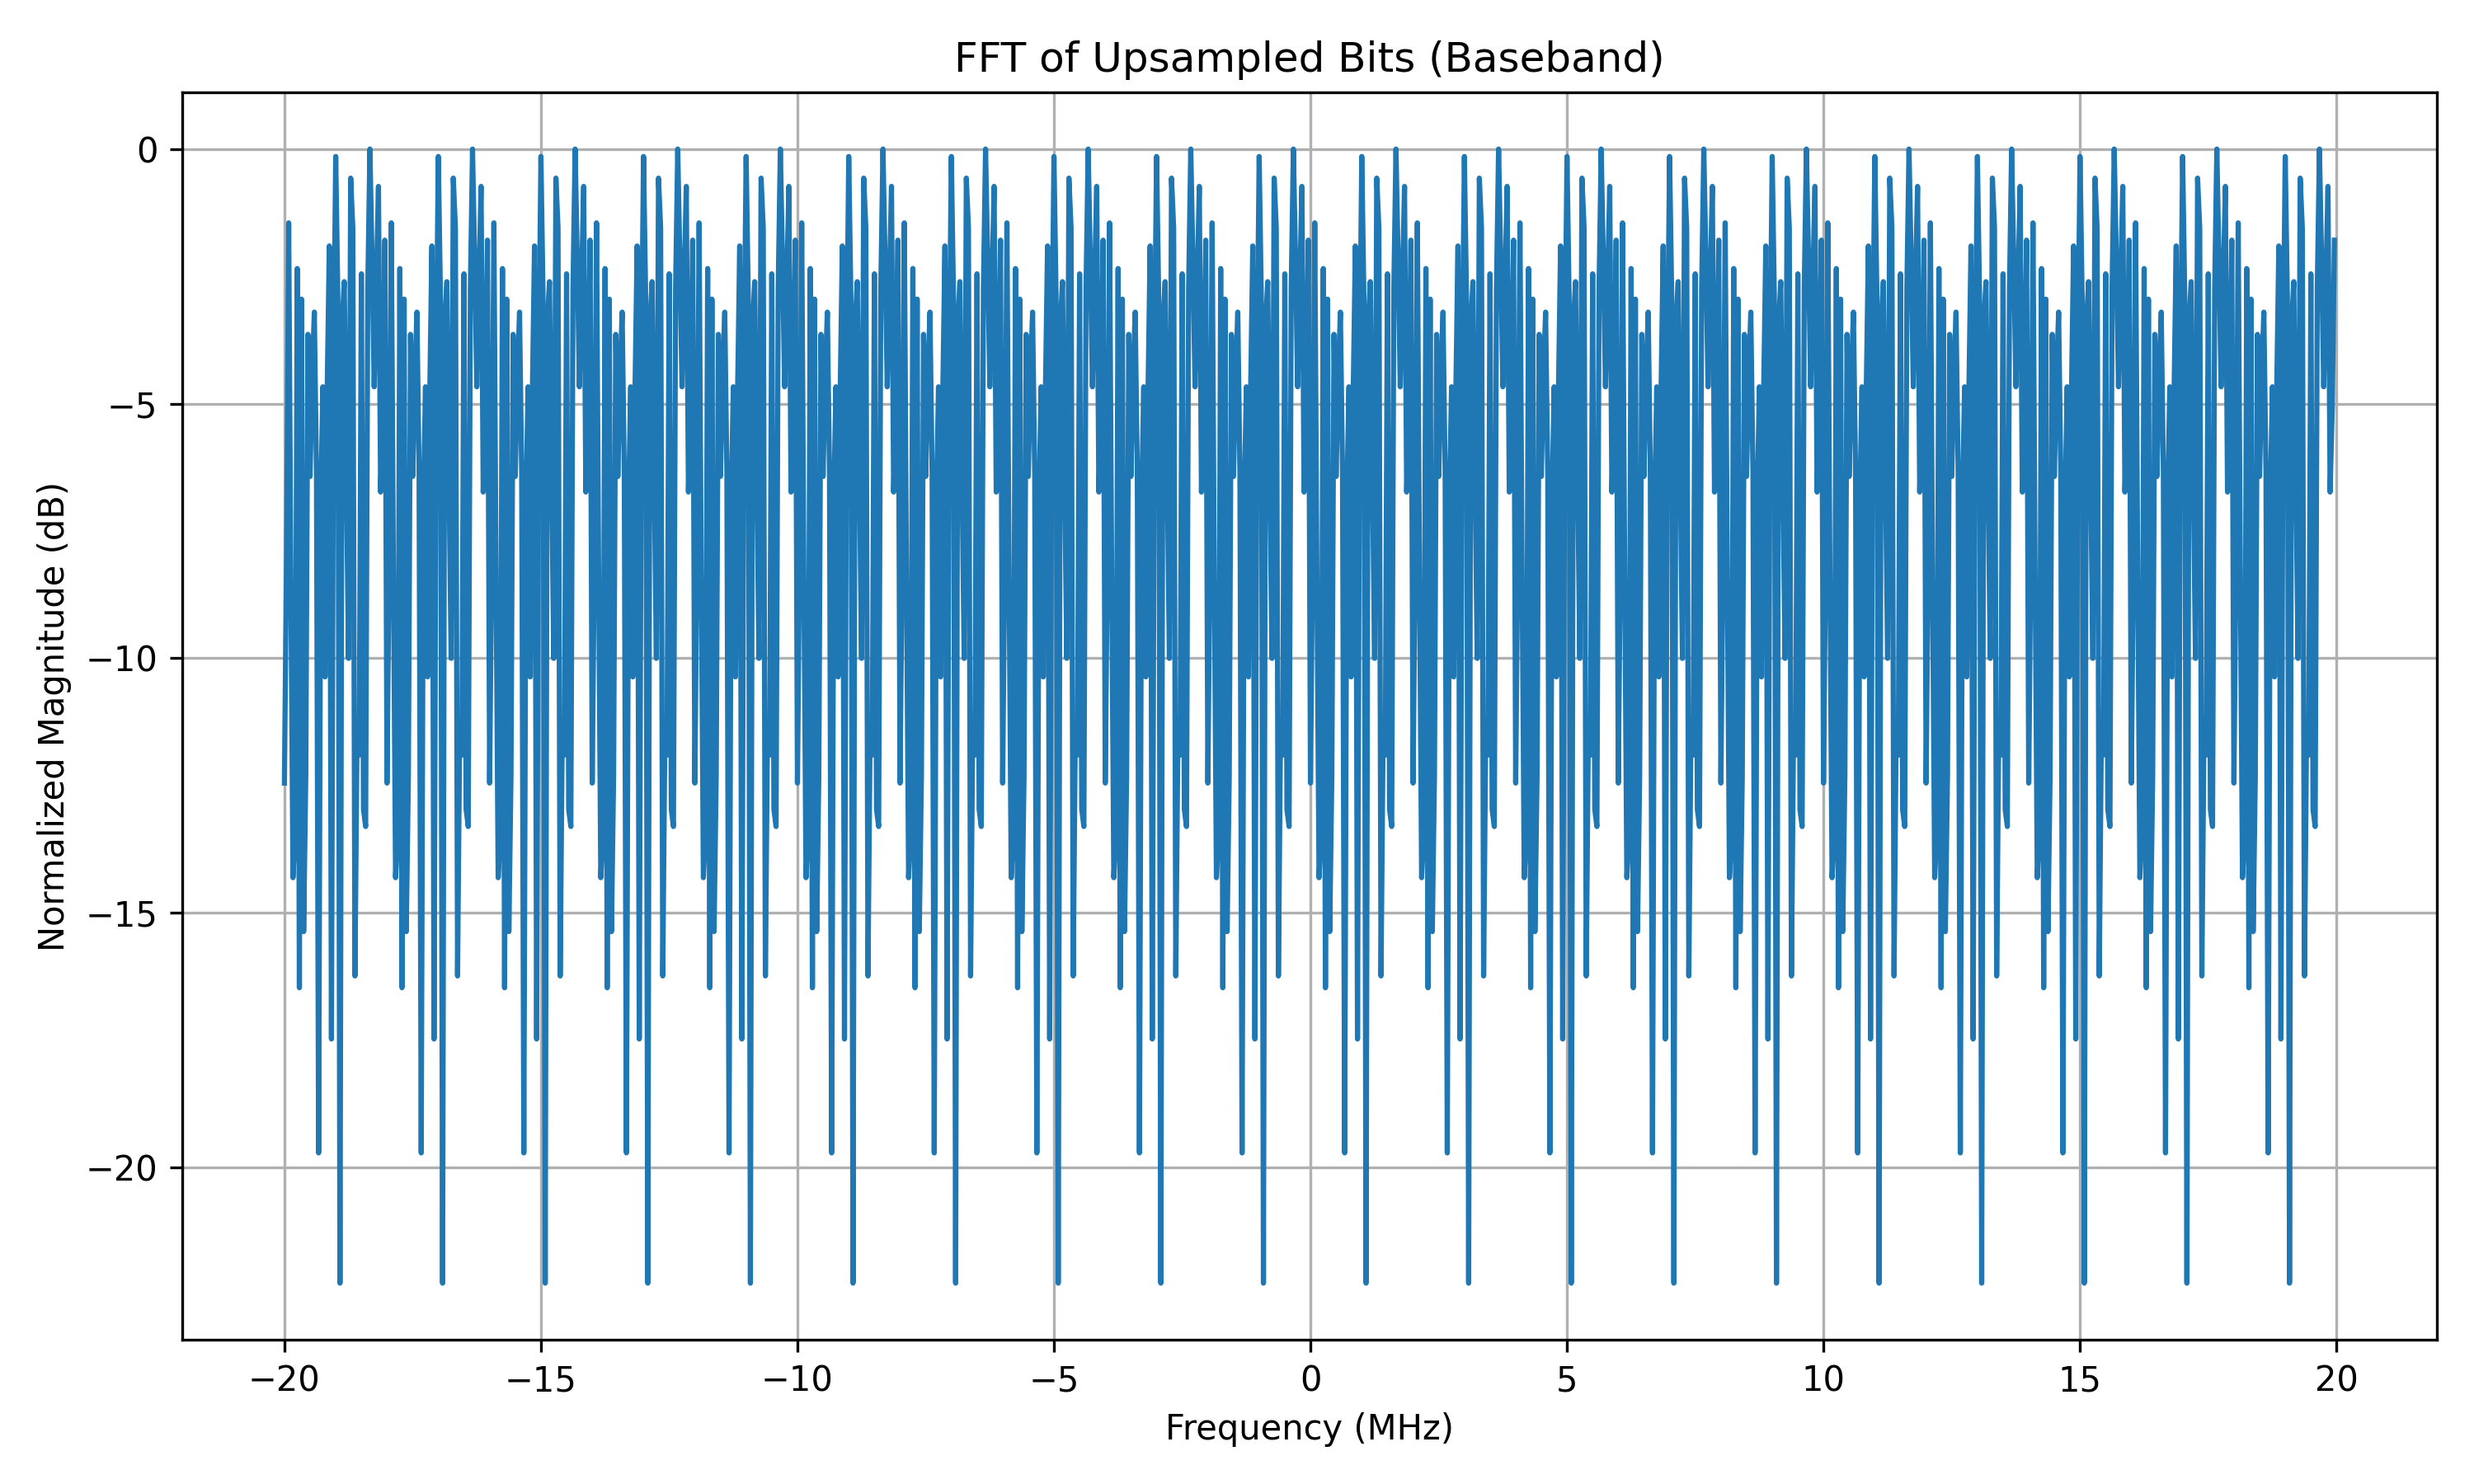 FFT of Upsampled Bits (Baseband)
Normalized Magnitude (dB)
0
−5
−10
−15
−20
−20 −15 −10 −5 0 5 10 15 20
Frequency (MHz)